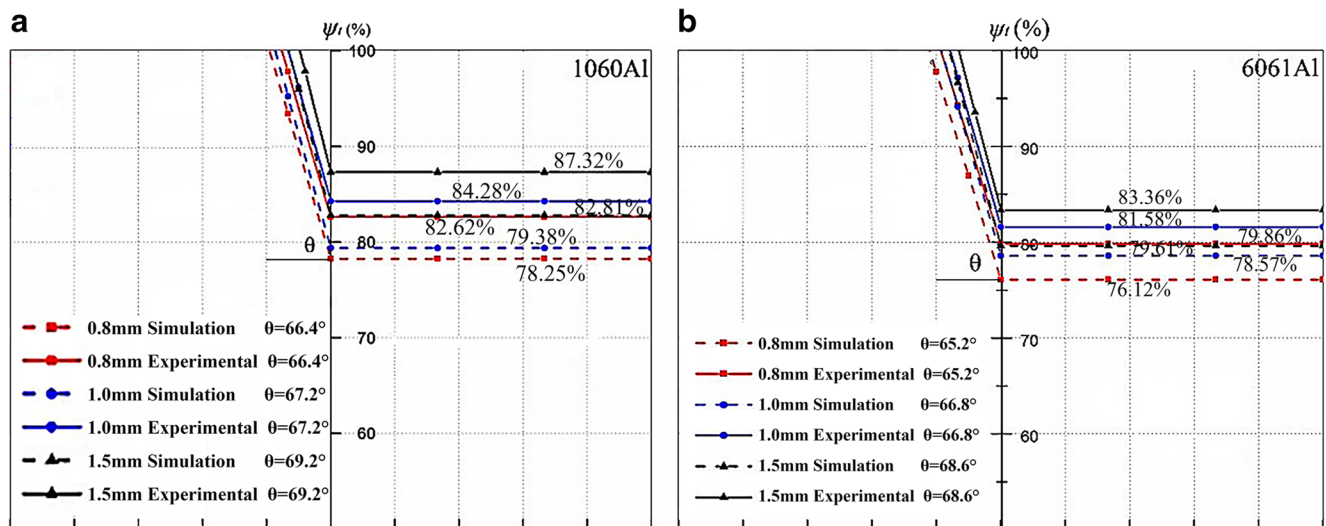 a
ψt (%)
100
1060Al
90
87.32%
84.28%
82.81%
82.62%
79.38%
θ
80
78.25%
0.8mm Simulation θ=66.4°
0.8mm Experimental θ=66.4°
1.0mm Simulation θ=67.2°
1.0mm Experimental θ=67.2°
1.5mm Simulation θ=69.2°
1.5mm Experimental θ=69.2°
70
60
b
ψt (%)
100
6061Al
90
83.36%
81.58%
79.86%
80
79.61%
θ
78.57%
76.12%
0.8mm Simulation θ=65.2°
0.8mm Experimental θ=65.2°
1.0mm Simulation θ=66.8°
1.0mm Experimental θ=66.8°
1.5mm Simulation θ=68.6°
1.5mm Experimental θ=68.6°
70
60